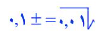 √٠,٠١ = ± ٠,١